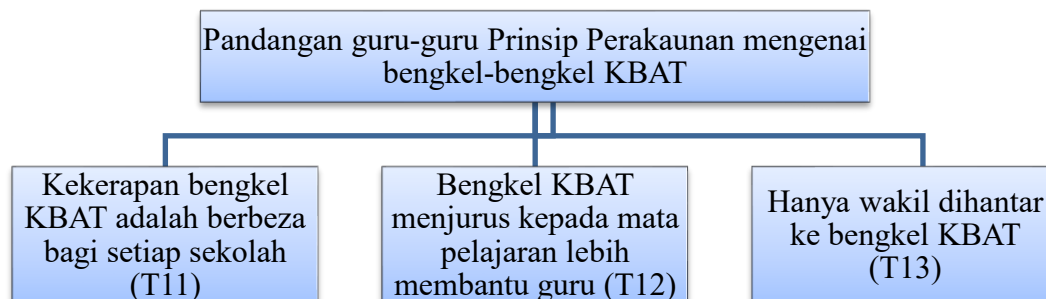 Pandangan guru-guru Prinsip Perakaunan mengenai
bengkel-bengkel KBAT
Kekerapan bengkel
KBAT adalah berbeza
bagi setiap sekolah
(T11)
Bengkel KBAT
menjurus kepada mata
pelajaran lebih
membantu guru (T12)
Hanya wakil dihantar
ke bengkel KBAT
(T13)